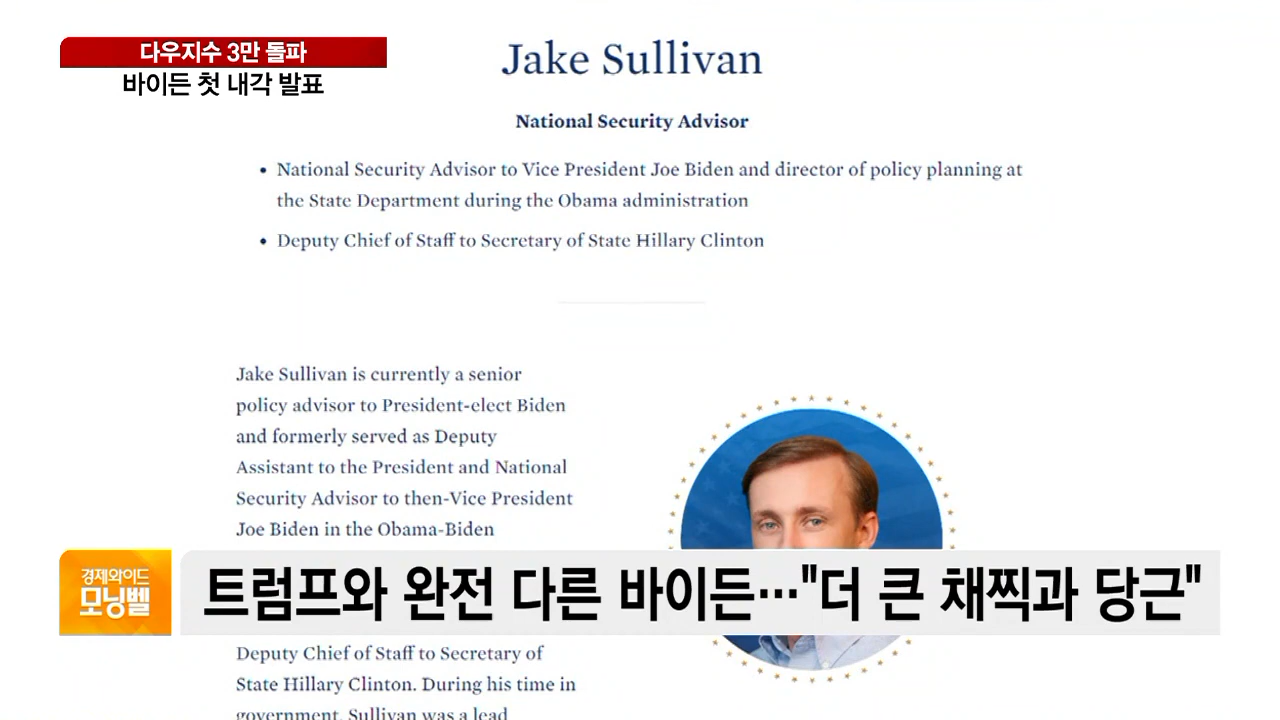 다우지수 3만 돌파
바이든 첫 내각 발표
Jake Sullivan
National Security Advisor
• National Security Advisor to Vice President Joe Biden and director of policy planning at
the State Department during the Obama administration
• Deputy Chief of Staff to Secretary of State Hillary Clinton
Jake Sullivan is currently a senior
policy advisor to President-elect Biden
and formerly served as Deputy
Assistant to the President and National
Security Advisor to then-Vice President
Joe Biden in the Obama-Biden
경제와이드
모닝벨
트럼프와 완전 다른 바이든…"더 큰 채찍과 당근"
Deputy Chief of Staff to Secretary of
State Hillary Clinton. During his time in
government, Sullivan was a lead